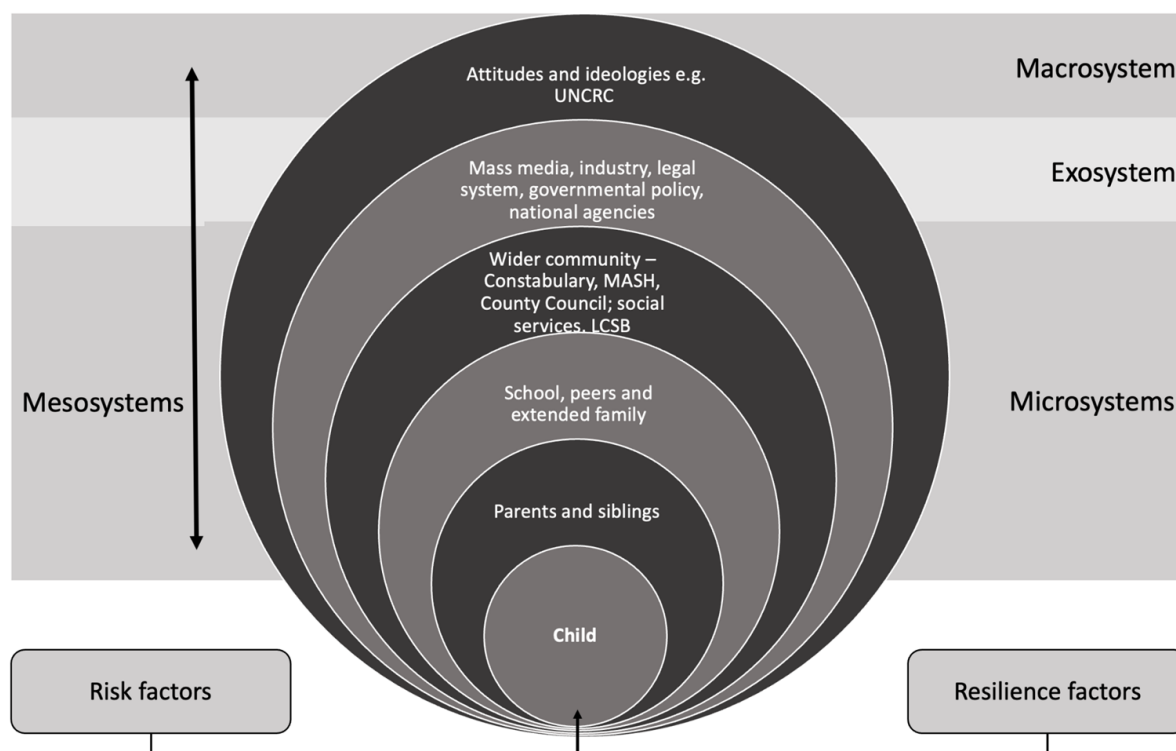 Attitudes and ideologies e.g.
UNCRC
Macrosystem
Mass media, industry, legal
system, governmental policy,
national agencies
Exosystem
Wider community –
Constabulary, MASH,
County Council; social
services. LCSB
Mesosystems
School, peers and
extended family
Microsystems
Parents and siblings
Child
Risk factors
Resilience factors